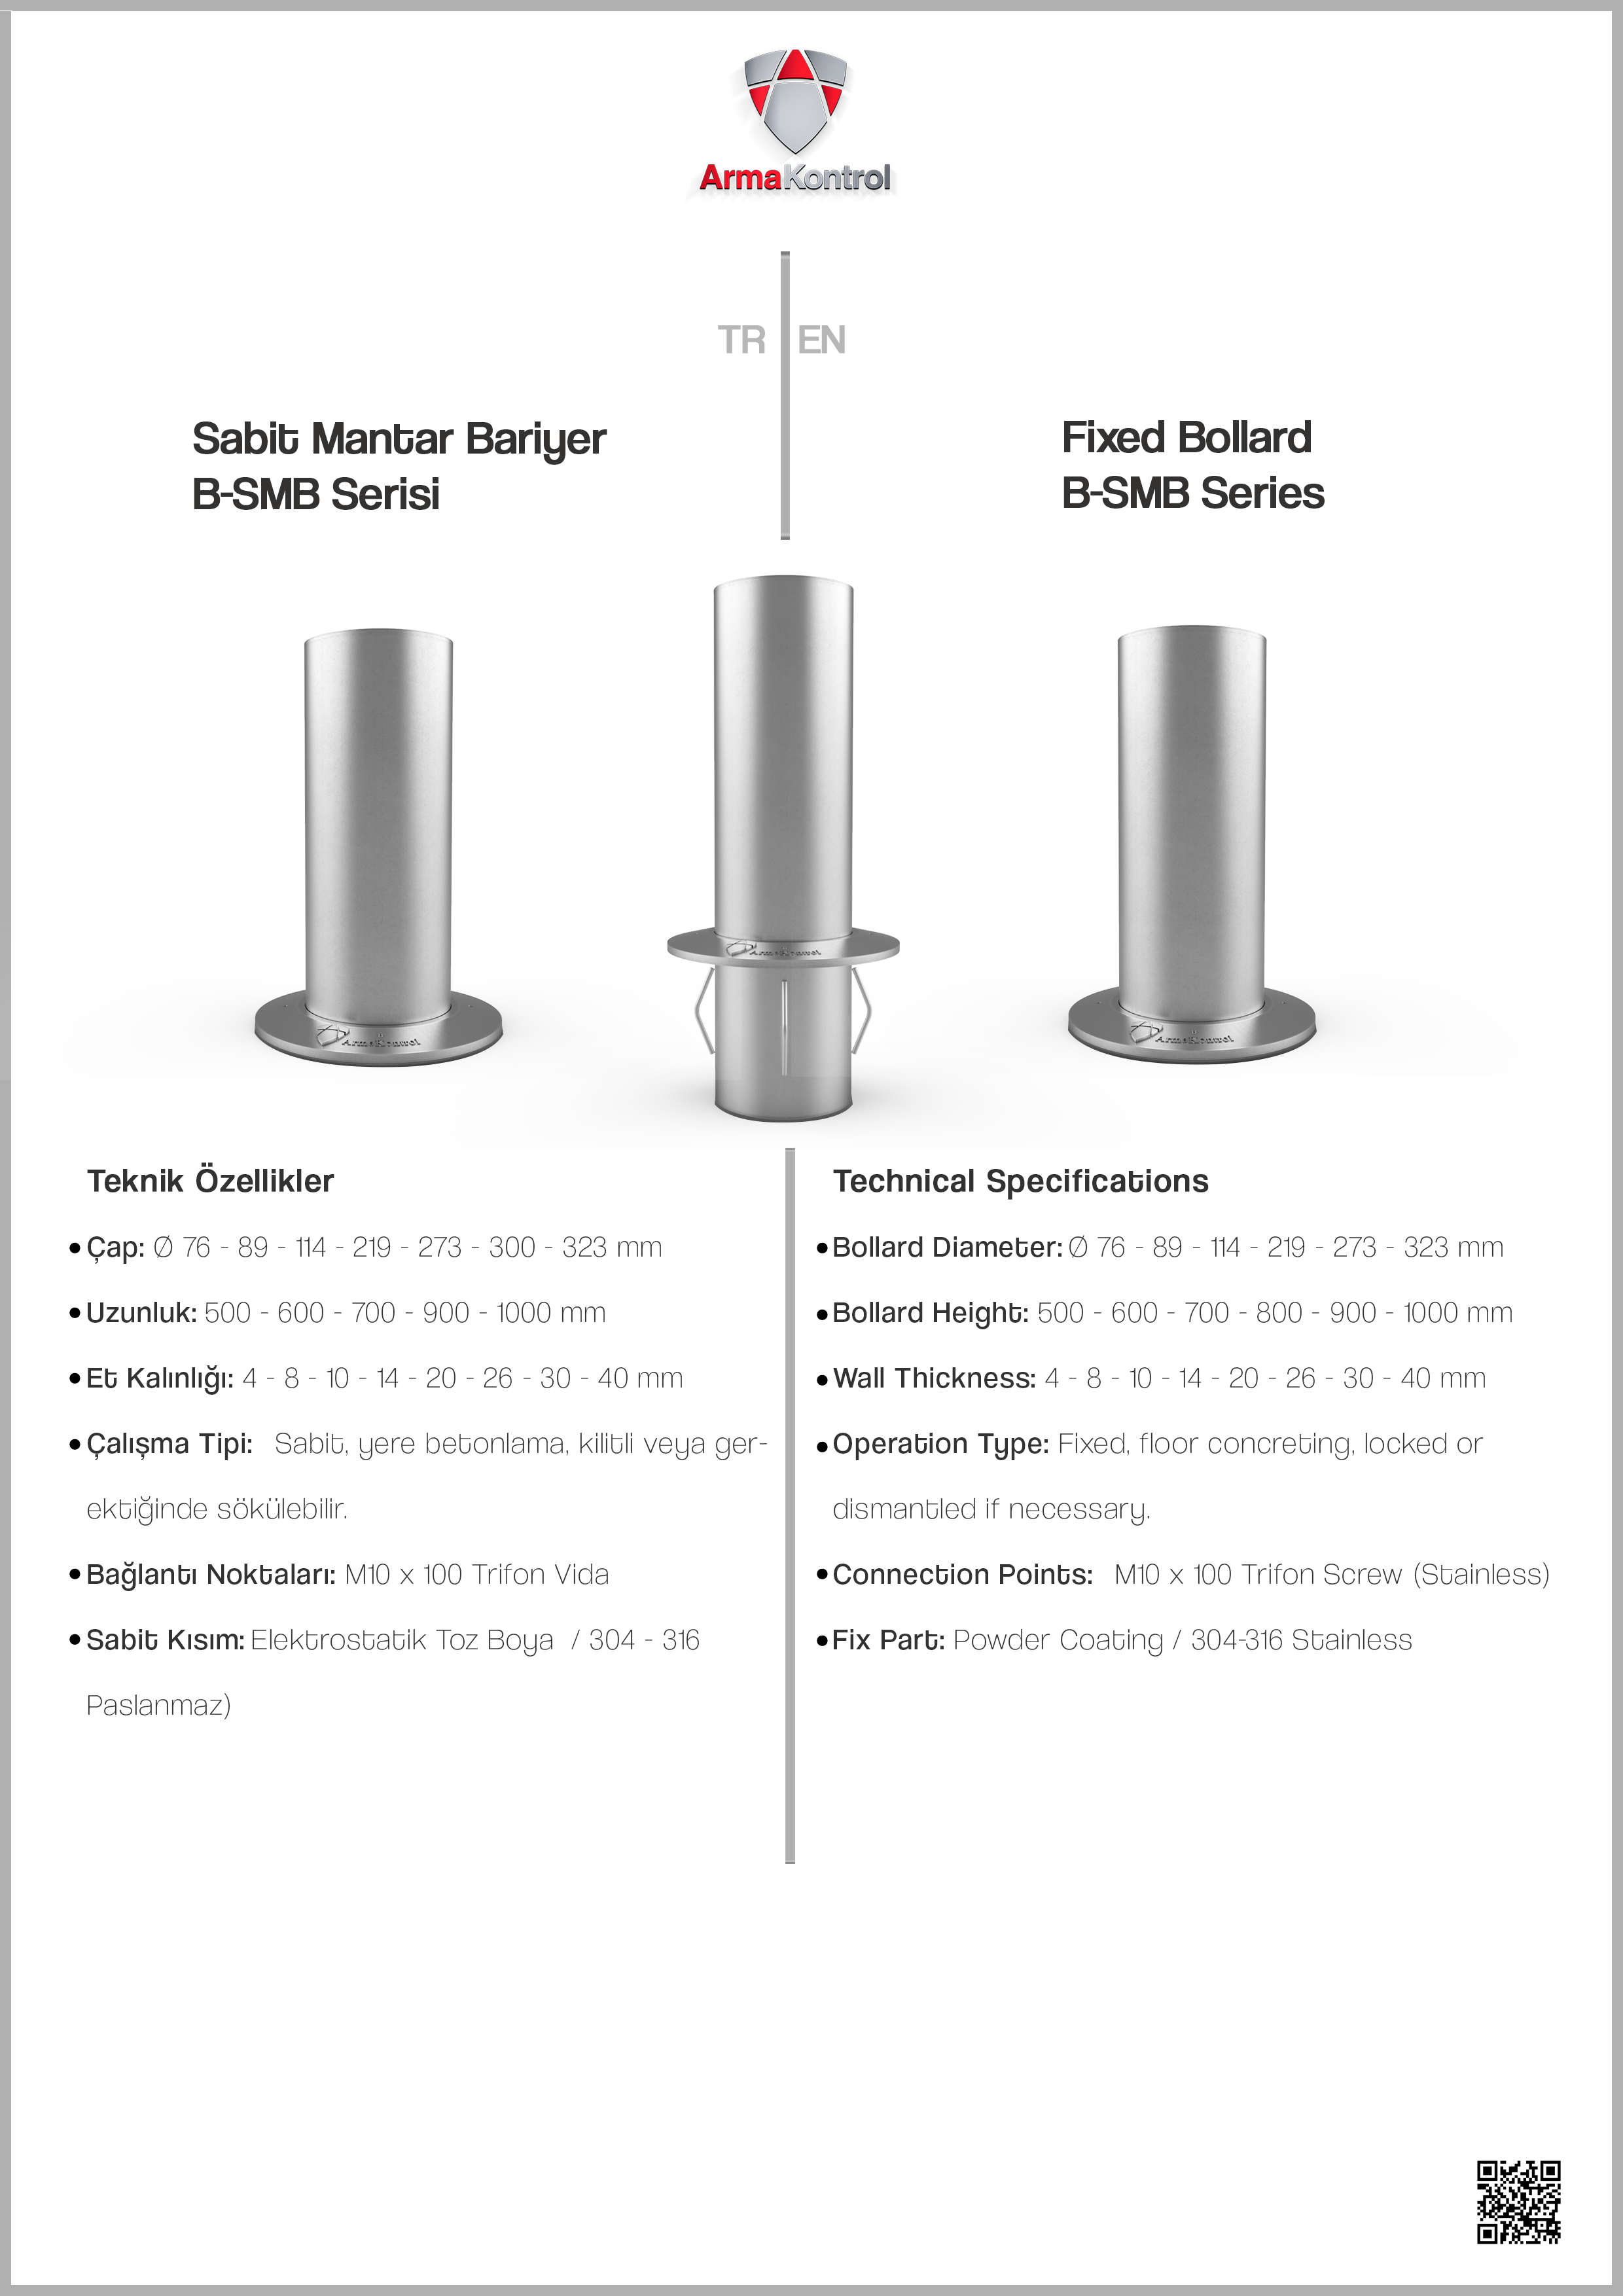 ArmaKontrol
TR EN
Sabit Mantar Bariyer
B-SMB Serisi
Fixed Bollard
B-SMB Series
ArmaKontrol
ArmaKontrol
ArmaKontrol
Teknik Özellikler
•Çap: Ø 76 - 89 - 114 - 219 - 273 - 300 - 323 mm
•Uzunluk: 500 - 600 - 700 - 900 - 1000 mm
•Et Kalınlığı: 4 - 8 - 10 - 14 - 20 - 26 - 30 - 40 mm
•Çalışma Tipi: Sabit, yere betonlama, kilitli veya ger-
ektiğinde sökülebilir.
•Bağlantı Noktaları: M10 x 100 Trifon Vida
•Sabit Kısım: Elektrostatik Toz Boya / 304 - 316
Paslanmaz)
Technical Specifications
•Bollard Diameter: Ø 76 - 89 - 114 - 219 - 273 - 323 mm
•Bollard Height: 500 - 600 - 700 - 800 - 900 - 1000 mm
•Wall Thickness: 4 - 8 - 10 - 14 - 20 - 26 - 30 - 40 mm
•Operation Type: Fixed, floor concreting, locked or
dismantled if necessary.
•Connection Points: M10 x 100 Trifon Screw (Stainless)
•Fix Part: Powder Coating / 304-316 Stainless